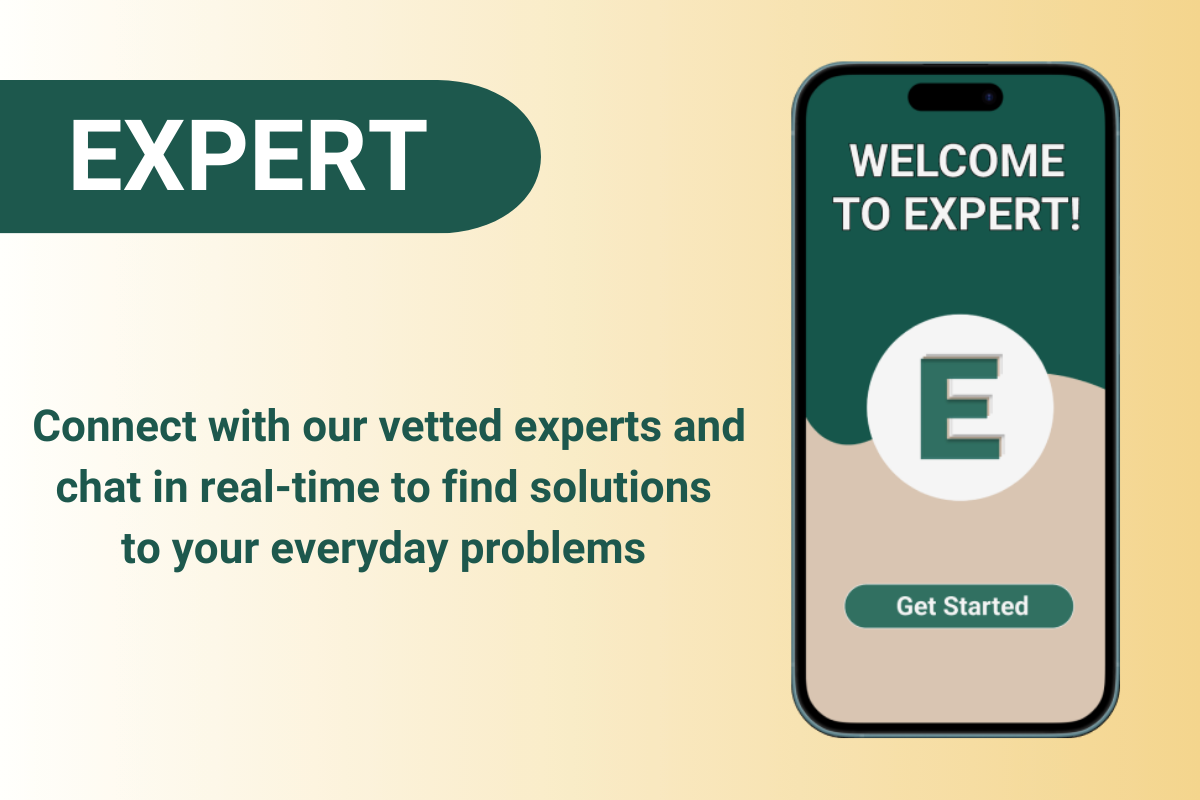 EXPERT
Connect with our vetted experts and
chat in real-time to find solutions
to your everyday problems
WELCOME
TO EXPERT!
E
Get Started